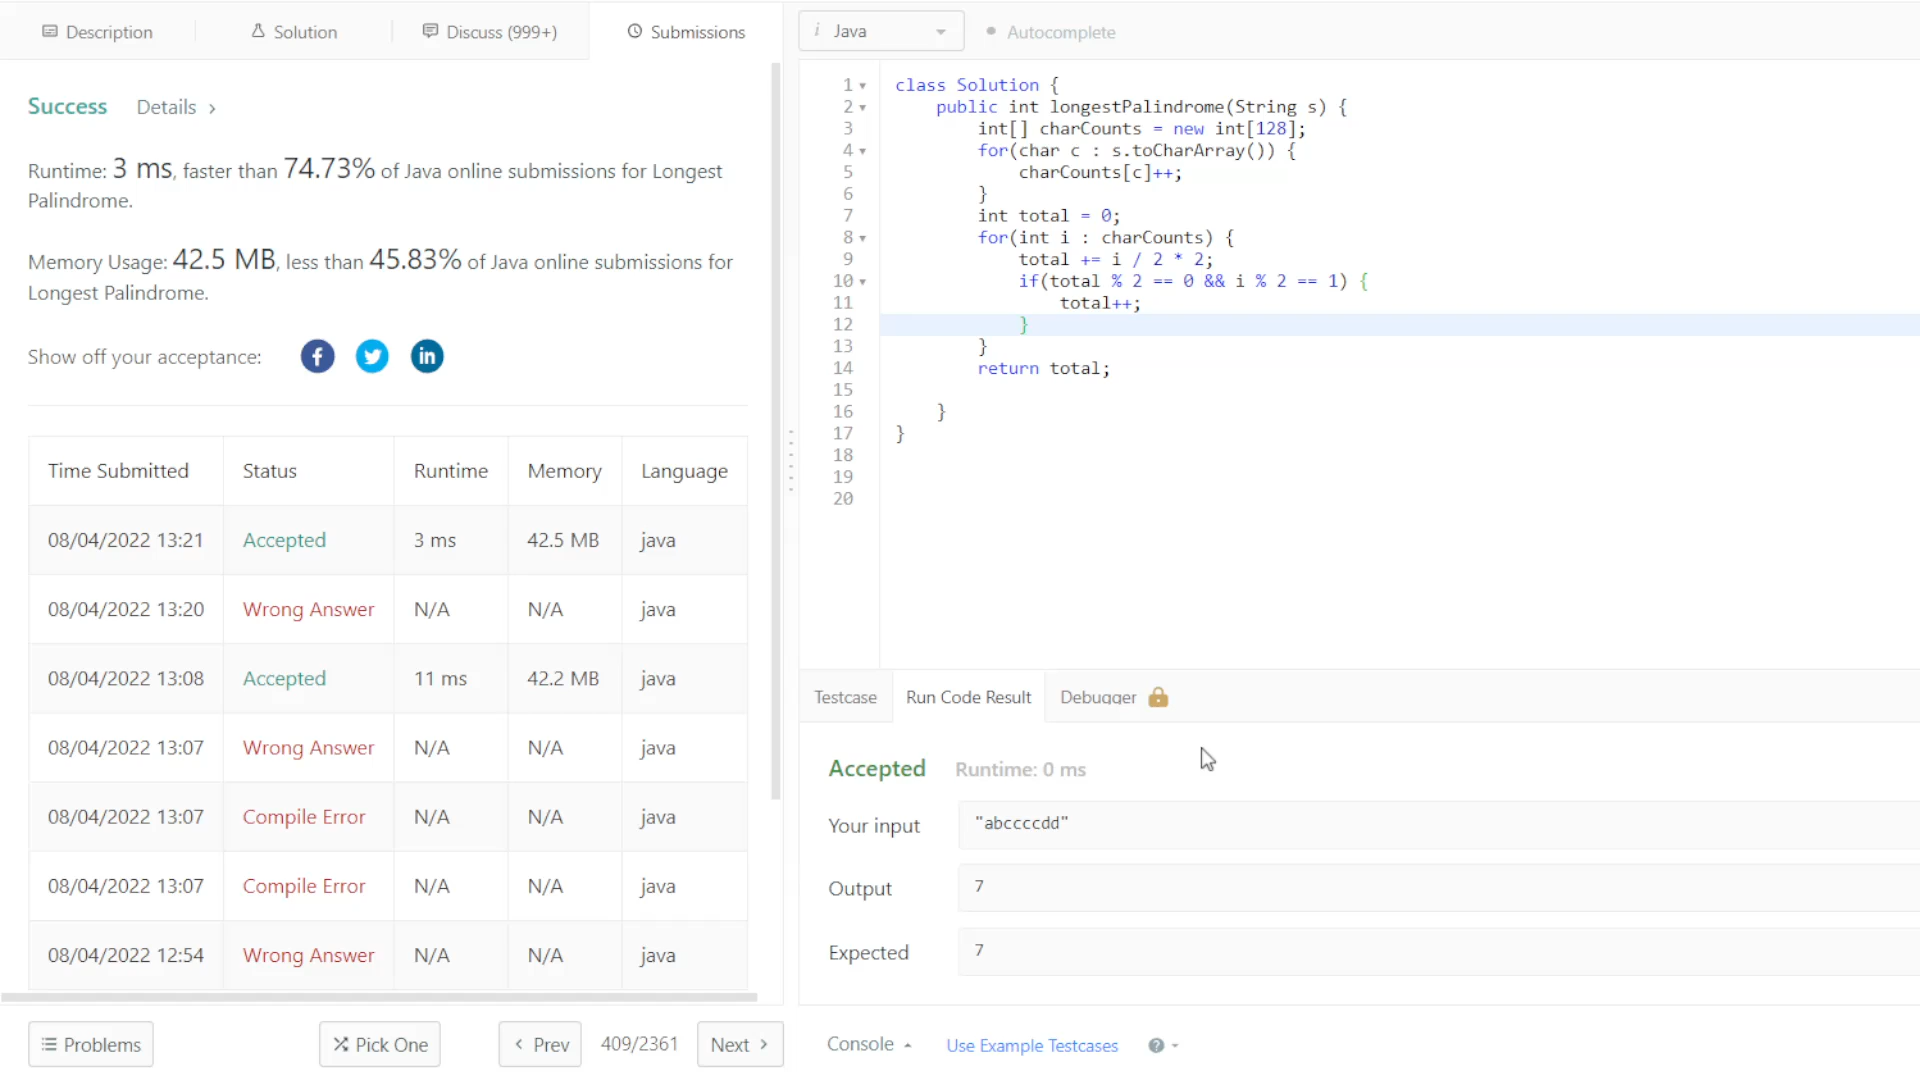 Description
Solution
Discuss (999+)
Submissions
Success Details >
Runtime: 3 ms, faster than 74.73% of Java online submissions for Longest
Palindrome.
Memory Usage: 42.5 MB, less than 45.83% of Java online submissions for
Longest Palindrome.
Show off your acceptance:
Time Submitted Status Runtime Memory Language
08/04/2022 13:21 Accepted 3 ms 42.5 MB java
08/04/2022 13:20 Wrong Answer N/A N/A java
08/04/2022 13:08 Accepted 11 ms 42.2 MB java
08/04/2022 13:07 Wrong Answer N/A N/A java
08/04/2022 13:07 Compile Error N/A N/A java
08/04/2022 13:07 Compile Error N/A N/A java
08/04/2022 12:54 Wrong Answer N/A N/A java
Problems
Pick One
< Prev
409/2361
Next >
i Java
Autocomplete
1 class Solution {
2 public int longestPalindrome(String s) {
3 int[] charCounts = new int[128];
4 for(char c : s.toCharArray()) {
5 charCounts[c]++;
6 }
7 int total = 0;
8 for(int i : charCounts) {
9 total += i / 2 * 2;
10 if(total % 2 == 0 && i % 2 == 1) {
11 total++;
12 }
13 }
14 return total;
15
16 }
17 }
18
19
20
Testcase
Run Code Result
Debugger
Accepted Runtime: 0 ms
Your input "abccccdd"
Output 7
Expected 7
Console
Use Example Testcases
?